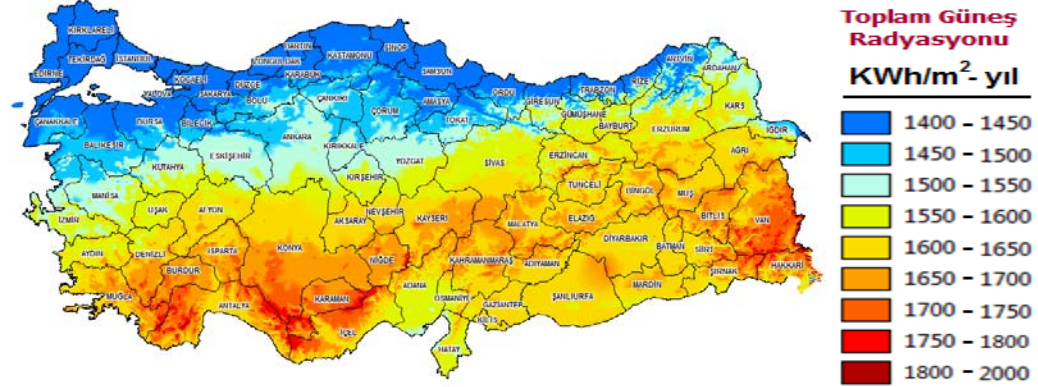 KIRKLARELİ
TEKİRDAĞ
İSTANBUL
EDİRNE
KOCAELİ
YALOVA
SAKARYA
DÜZCE
ZONGULDAK
BARTIN
KARABÜK
KASTAMONU
SİNOP
SAMSUN
BOLU
ÇANKIRI
ÇORUM
AMASYA
TOKAT
ORDU
GİRESUN
TRABZON
RİZE
ARTVİN
ARDAHAN
KARS
IĞDIR
GÜMÜŞHANE
BAYBURT
ERZURUM
ÇANAKKALE
BURSA
BİLECİK
BALIKESİR
KÜTAHYA
ESKİŞEHİR
ANKARA
KIRIKKALE
YOZGAT
SİVAS
ERZİNCAN
AĞRI
KIRŞEHİR
MANİSA
UŞAK
AFYON
İZMİR
AKSARAY
NEVŞEHİR
KAYSERİ
MALATYA
TUNCELİ
ELAZIĞ
BİNGÖL
MUŞ
BİTLİS
VAN
AYDIN
DENİZLİ
ISPARTA
BURDUR
KONYA
NİĞDE
KAHRAMANMARAŞ
ADIYAMAN
DİYARBAKIR
BATMAN
SİİRT
ŞIRNAK
HAKKARİ
MARDİN
MUĞLA
ANTALYA
KARAMAN
İÇEL
ADANA
OSMANİYE
GAZİANTEP
KİLİS
ŞANLIURFA
HATAY
Toplam Güneş
Radyasyonu
KWh/m²- yıl
1400 – 1450
1450 – 1500
1500 – 1550
1550 – 1600
1600 – 1650
1650 – 1700
1700 – 1750
1750 – 1800
1800 – 2000